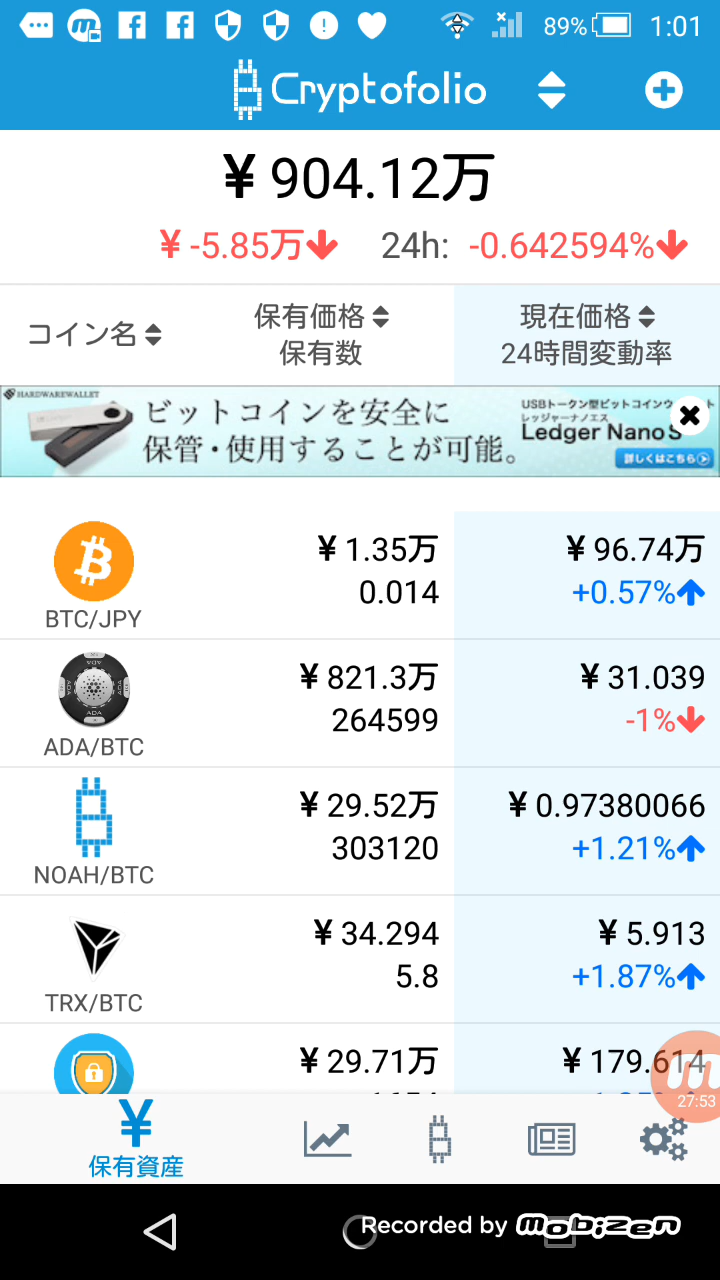 89% 1:01
Cryptofolio
¥ 904.12万
¥ -5.85万 24h: -0.642594%
コイン名
保有価格
保有数
現在価格
24時間変動率
HARDWAREWALLET
ビットコインを安全に
保管・使用することが可能。
USBトークン型ビットコインウ
レッジャーナノエス
Ledger Nano S
詳しくはこちら
¥ 1.35万 ¥ 96.74万
0.014 +0.57%
BTC/JPY
ADA
¥ 821.3万 ¥ 31.039
264599 -1%
ADA/BTC
¥ 29.52万 ¥ 0.97380066
303120 +1.21%
NOAH/BTC
¥ 34.294 ¥ 5.913
5.8 +1.87%
TRX/BTC
¥ 29.71万 ¥ 179.614
27:53
¥
保有資産
Recorded by mobizen